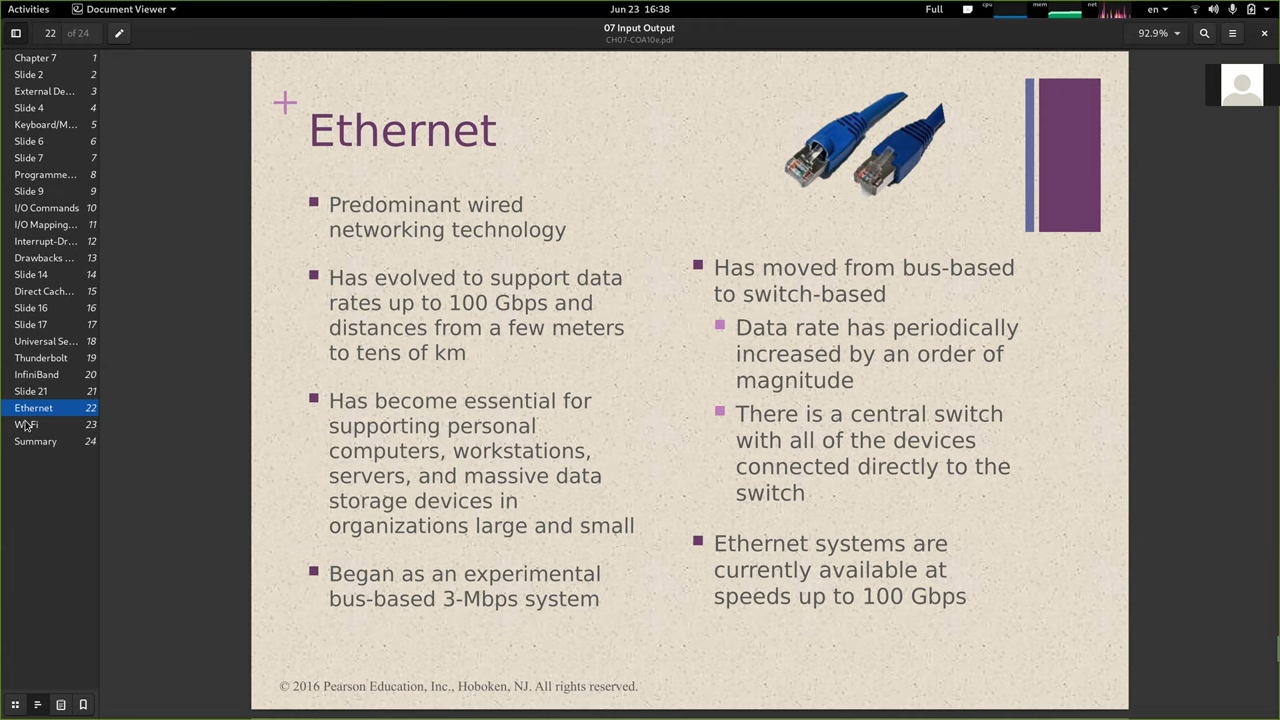 Activities
Document Viewer
Jun 23 16:38
Full
cpu
mem
net
en
22 of 24
07 Input Output
CH07-COA10e.pdf
92.9%
Chapter 7 1
Slide 2 2
External De... 3
Slide 4 4
Keyboard/M... 5
Slide 6 6
Slide 7 7
Programme... 8
Slide 9 9
I/O Commands 10
I/O Mapping... 11
Interrupt-Dr... 12
Drawbacks ... 13
Slide 14 14
Direct Cach... 15
Slide 16 16
Slide 17 17
Universal Se... 18
Thunderbolt 19
InfiniBand 20
Slide 21 21
Ethernet 22
23
Summary 24
+
Ethernet
Predominant wired
networking technology
Has evolved to support data
rates up to 100 Gbps and
distances from a few meters
to tens of km
Has become essential for
supporting personal
computers, workstations,
servers, and massive data
storage devices in
organizations large and small
Began as an experimental
bus-based 3-Mbps system
Has moved from bus-based
to switch-based
Data rate has periodically
increased by an order of
magnitude
There is a central switch
with all of the devices
connected directly to the
switch
Ethernet systems are
currently available at
speeds up to 100 Gbps
© 2016 Pearson Education, Inc., Hoboken, NJ. All rights reserved.